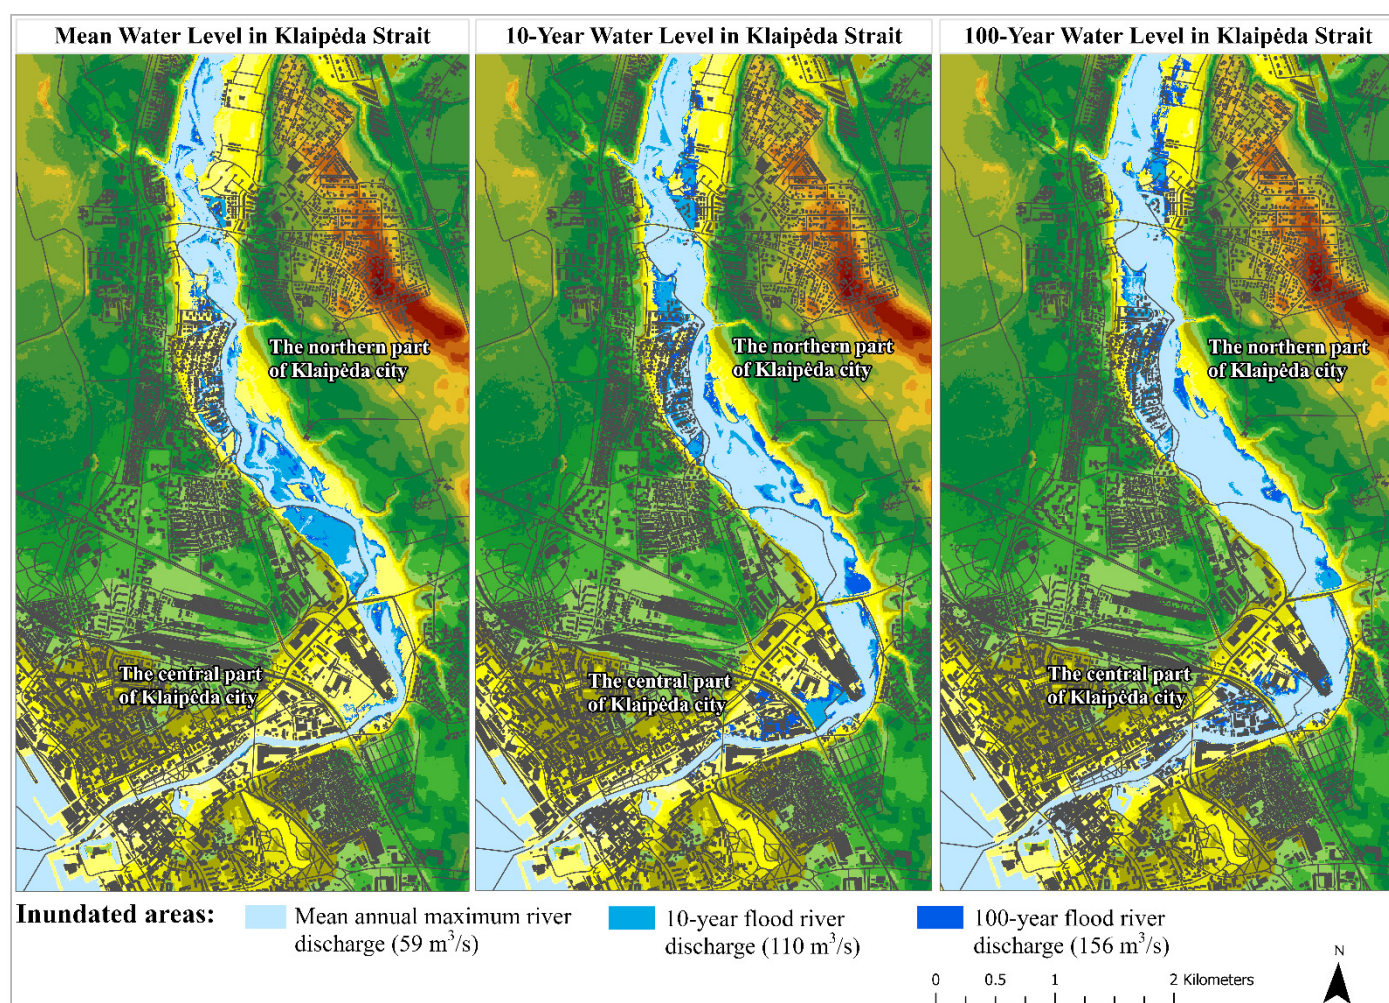 Mean Water Level in Klaipėda Strait
10-Year Water Level in Klaipėda Strait
100-Year Water Level in Klaipėda Strait
The northern part
of Klaipėda city
The northern part
of Klaipėda city
The northern part
of Klaipėda city
The central part
of Klaipėda city
The central part
of Klaipėda city
The central part
of Klaipėda city
Inundated areas:
Mean annual maximum river
discharge (59 m³/s)
10-year flood river
discharge (110 m³/s)
100-year flood river
discharge (156 m³/s)
0 0.5 1 2 Kilometers
N